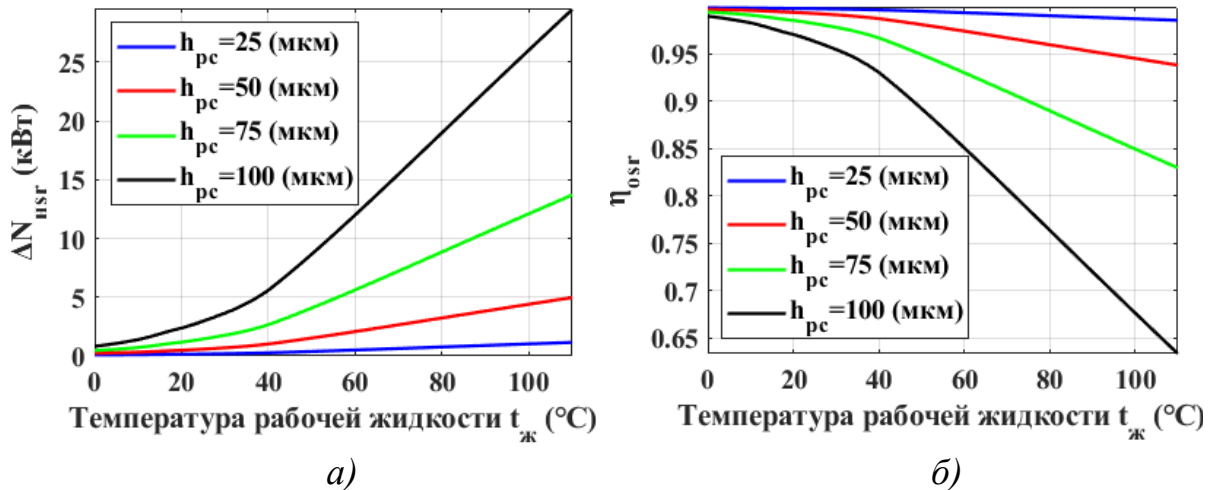 ΔN_nsr (кВт)
25
20
15
10
5
0
h_pc=25 (мкм)
h_pc=50 (мкм)
h_pc=75 (мкм)
h_pc=100 (мкм)
0 20 40 60 80 100
Температура рабочей жидкости t_ж (°C)
а)
η_osr
0.95
0.9
0.85
0.8
0.75
0.7
0.65
h_pc=25 (мкм)
h_pc=50 (мкм)
h_pc=75 (мкм)
h_pc=100 (мкм)
0 20 40 60 80 100
Температура рабочей жидкости t_ж (°C)
б)